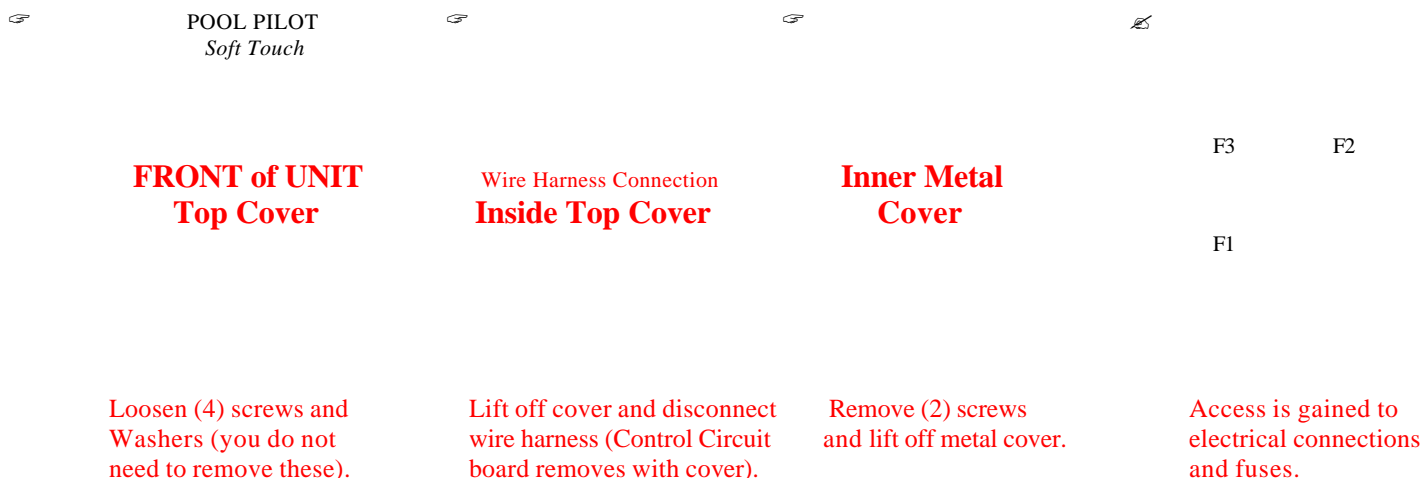 ☞ POOL PILOT
Soft Touch
FRONT of UNIT
Top Cover
Loosen (4) screws and
Washers (you do not
need to remove these).
☞
Wire Harness Connection
Inside Top Cover
Lift off cover and disconnect
wire harness (Control Circuit
board removes with cover).
☞
Inner Metal
Cover
Remove (2) screws
and lift off metal cover.
✍
F3 F2
F1
Access is gained to
electrical connections
and fuses.